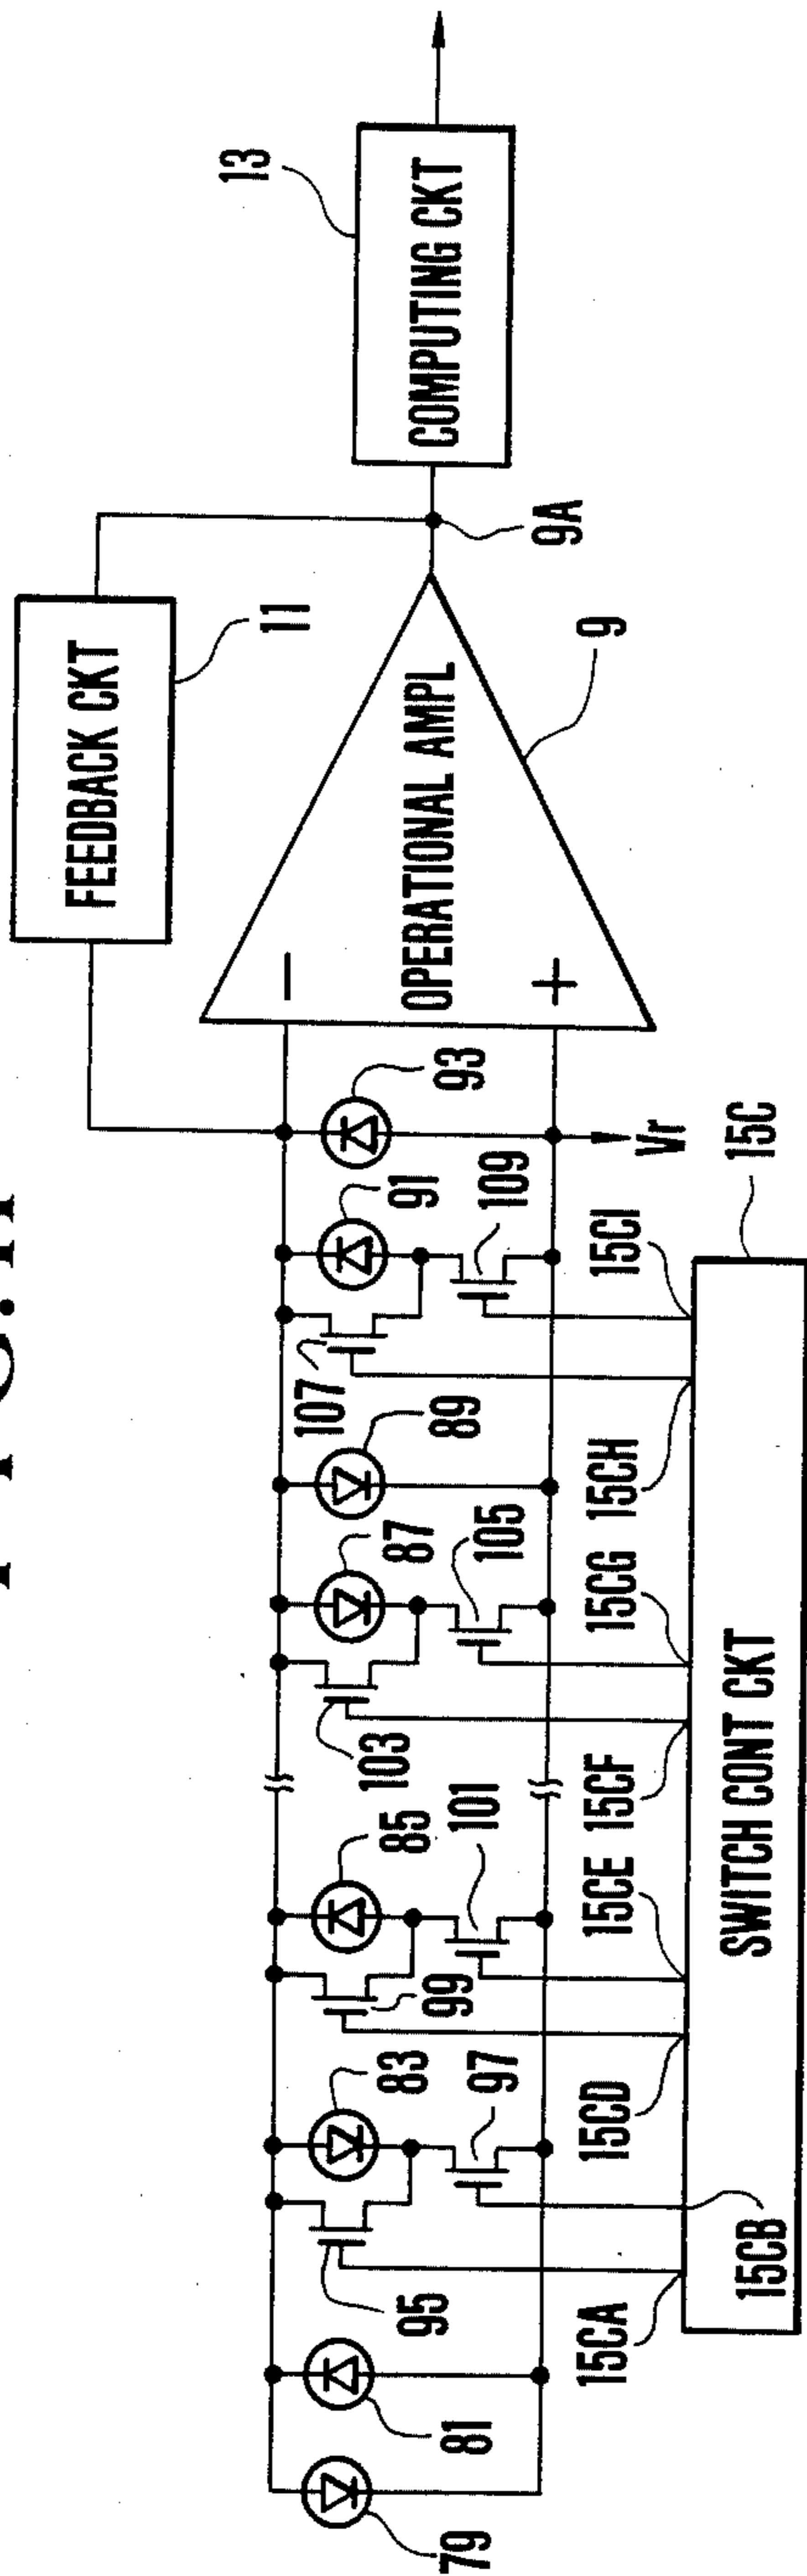 13
COMPUTING CKT
9A
FEEDBACK CKT
11
9
OPERATIONAL AMPL
−
+
93
Vr
91
109
107
89
87
105
103
85
101
99
83
97
95
81
79
15C
15CI
15CH
15CG
15CF
15CE
15CD
15CB
15CA
SWITCH CONT CKT